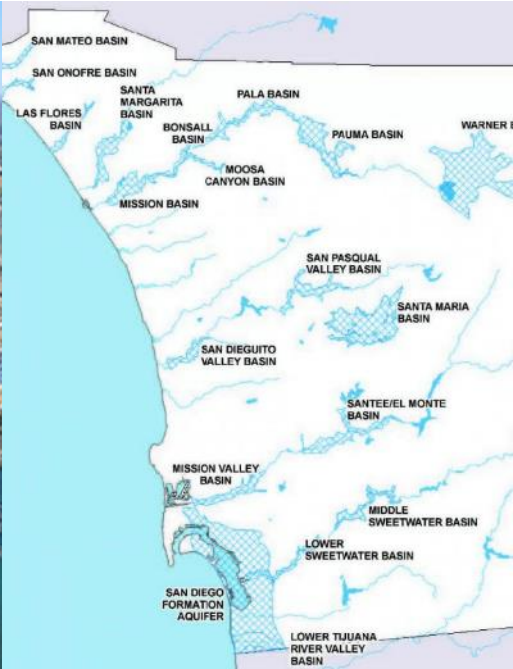 SAN MATEO BASIN
SAN ONOFRE BASIN
SANTA
MARGARITA
BASIN
LAS FLORES
BASIN
PALA BASIN
BONSALL
BASIN
PAUMA BASIN
WARNER B
MOOSA
CANYON BASIN
MISSION BASIN
SAN PASQUAL
VALLEY BASIN
SANTA MARIA
BASIN
SAN DIEGUITO
VALLEY BASIN
SANTEE/EL MONTE
BASIN
MISSION VALLEY
BASIN
MIDDLE
SWEETWATER BASIN
LOWER
SWEETWATER BASIN
SAN DIEGO
FORMATION
AQUIFER
LOWER TIJUANA
RIVER VALLEY
BASIN